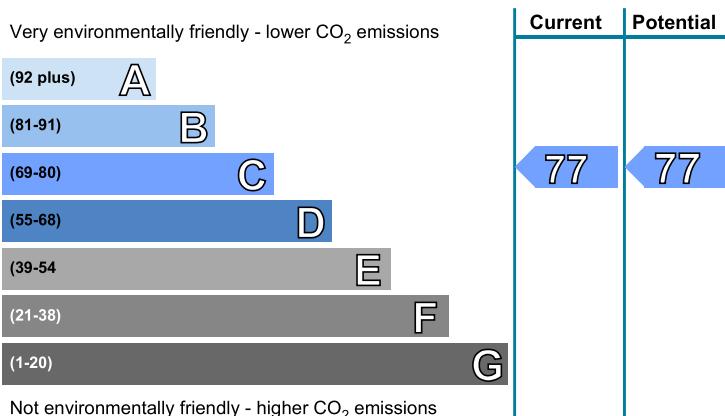 Very environmentally friendly - lower CO2 emissions
Current
Potential
(92 plus) A
(81-91) B
(69-80) C
77
77
(55-68) D
(39-54 E
(21-38) F
(1-20) G
Not environmentally friendly - higher CO2 emissions